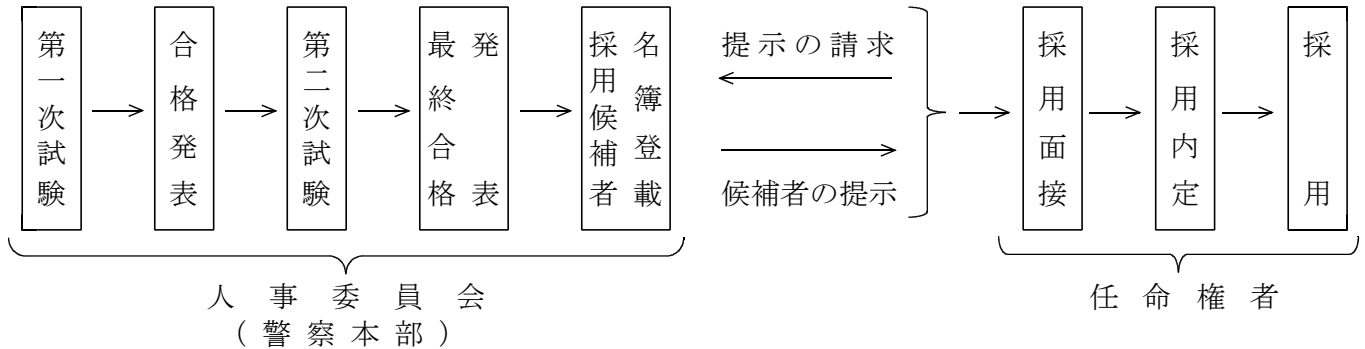 第一次試験
合格発表
第二次試験
最終合格
発表
採用候補者
名簿登載
提示の請求
候補者の提示
採用面接
採用内定
採用
人事委員会
(警察本部)
任命権者